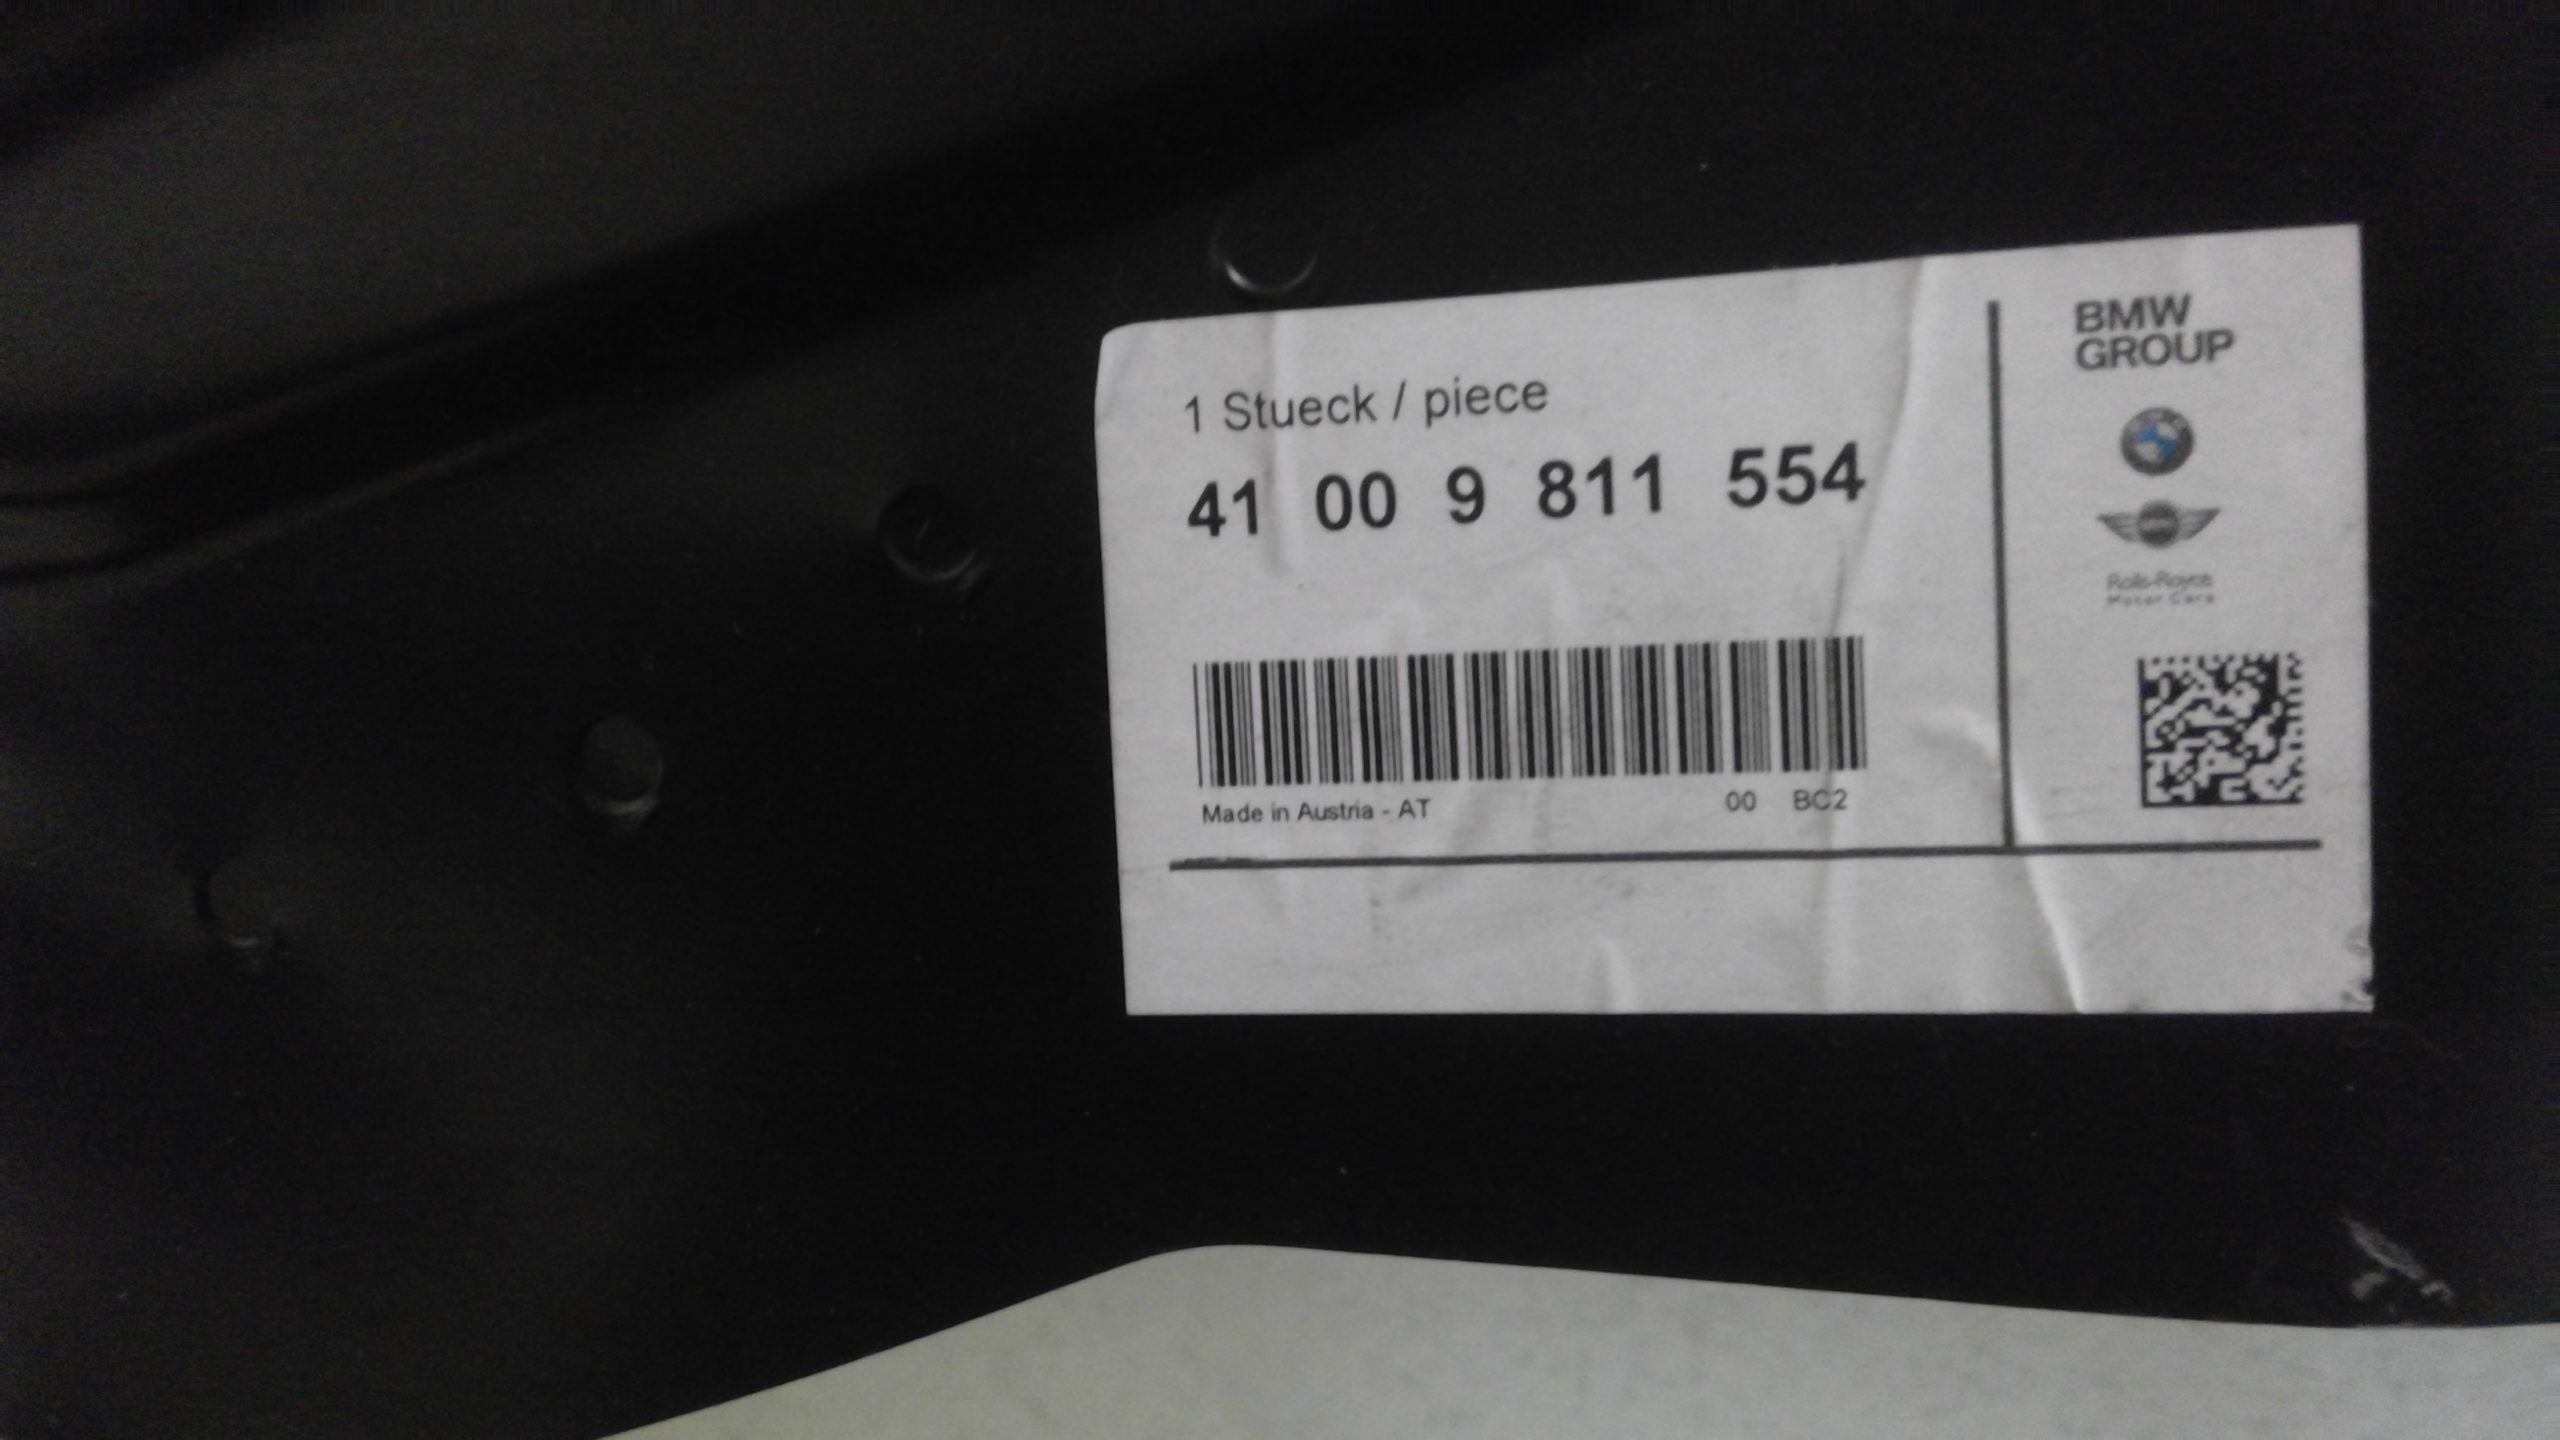 1 Stueck / piece
41 00 9 811 554
Made in Austria - AT
00 BC2
BMW
GROUP
Rolls-Royce
Motor Cars